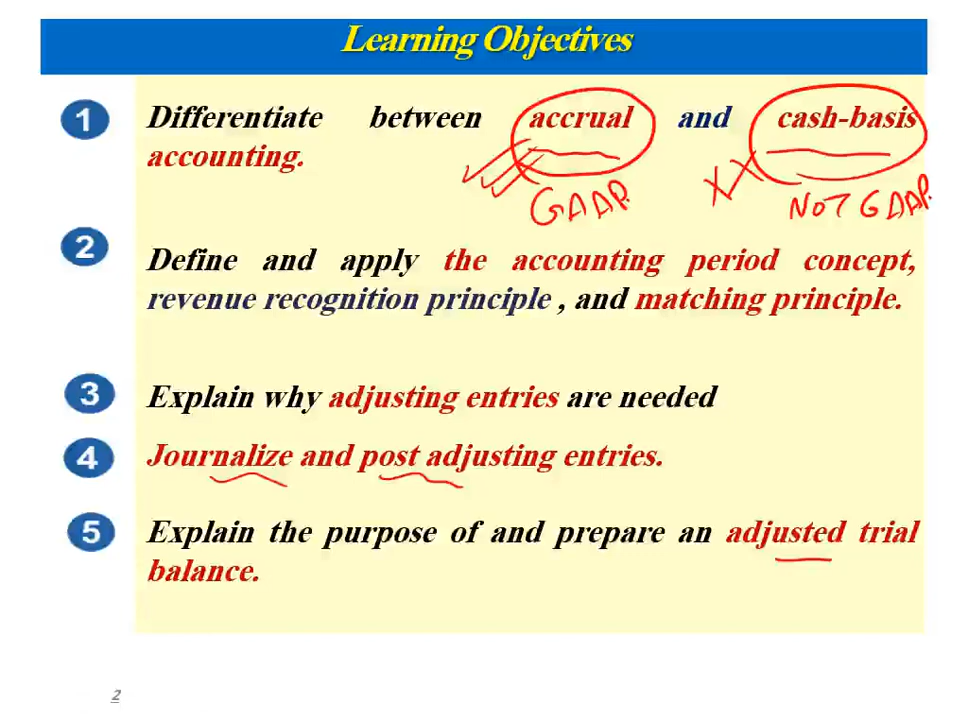 Learning Objectives
1 Differentiate between accrual and cash-basis
accounting.
GAAP NOT GAAP
2 Define and apply the accounting period concept,
revenue recognition principle , and matching principle.
3 Explain why adjusting entries are needed
4 Journalize and post adjusting entries.
5 Explain the purpose of and prepare an adjusted trial
balance.
2